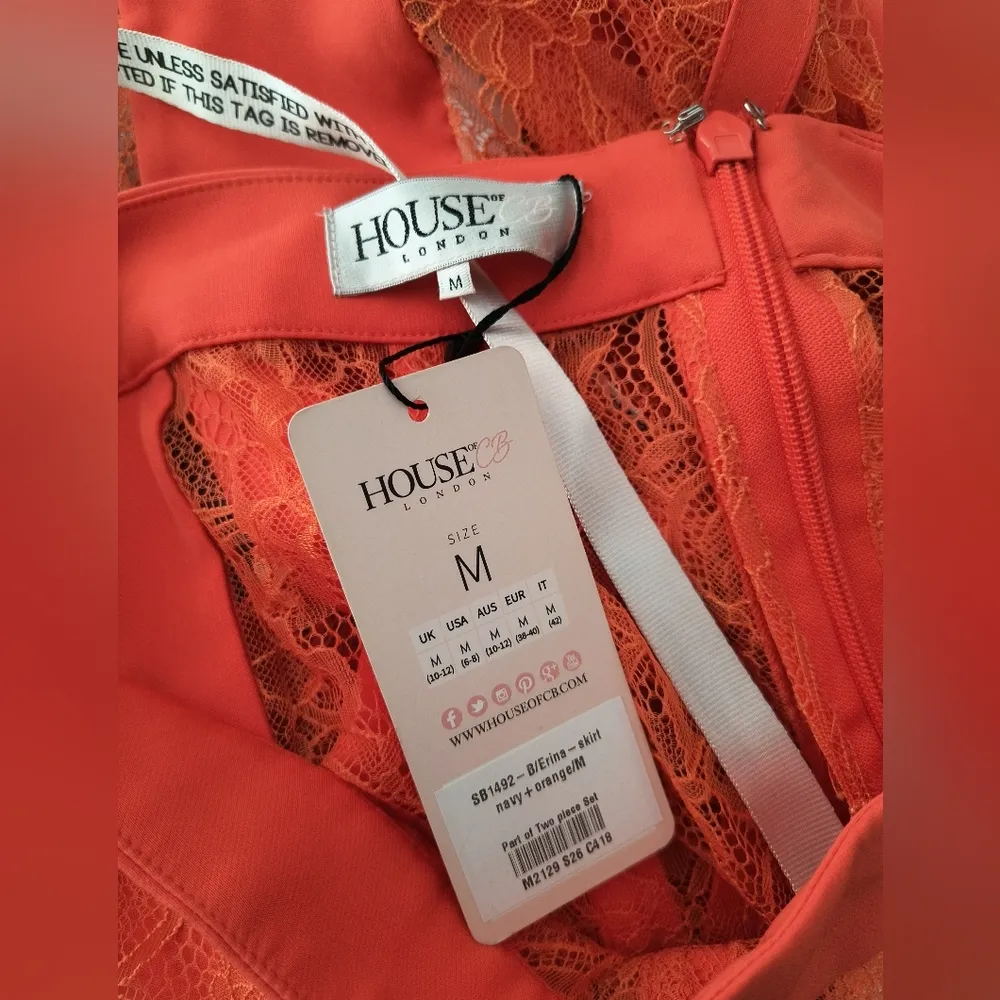 E UNLESS SATISFIED WITH
TED IF THIS TAG IS REMOVE
HOUSE OF CB
LONDON
M
HOUSE OF CB
LONDON
SIZE
M
UK USA AUS EUR IT
M M M M M
(10-12) (6-8) (10-12) (38-40) (42)
WWW.HOUSEOFCB.COM
SB1492 - B/Erina - skirt
navy + orange/M
Part of Two piece Set
M2129 S26 C418